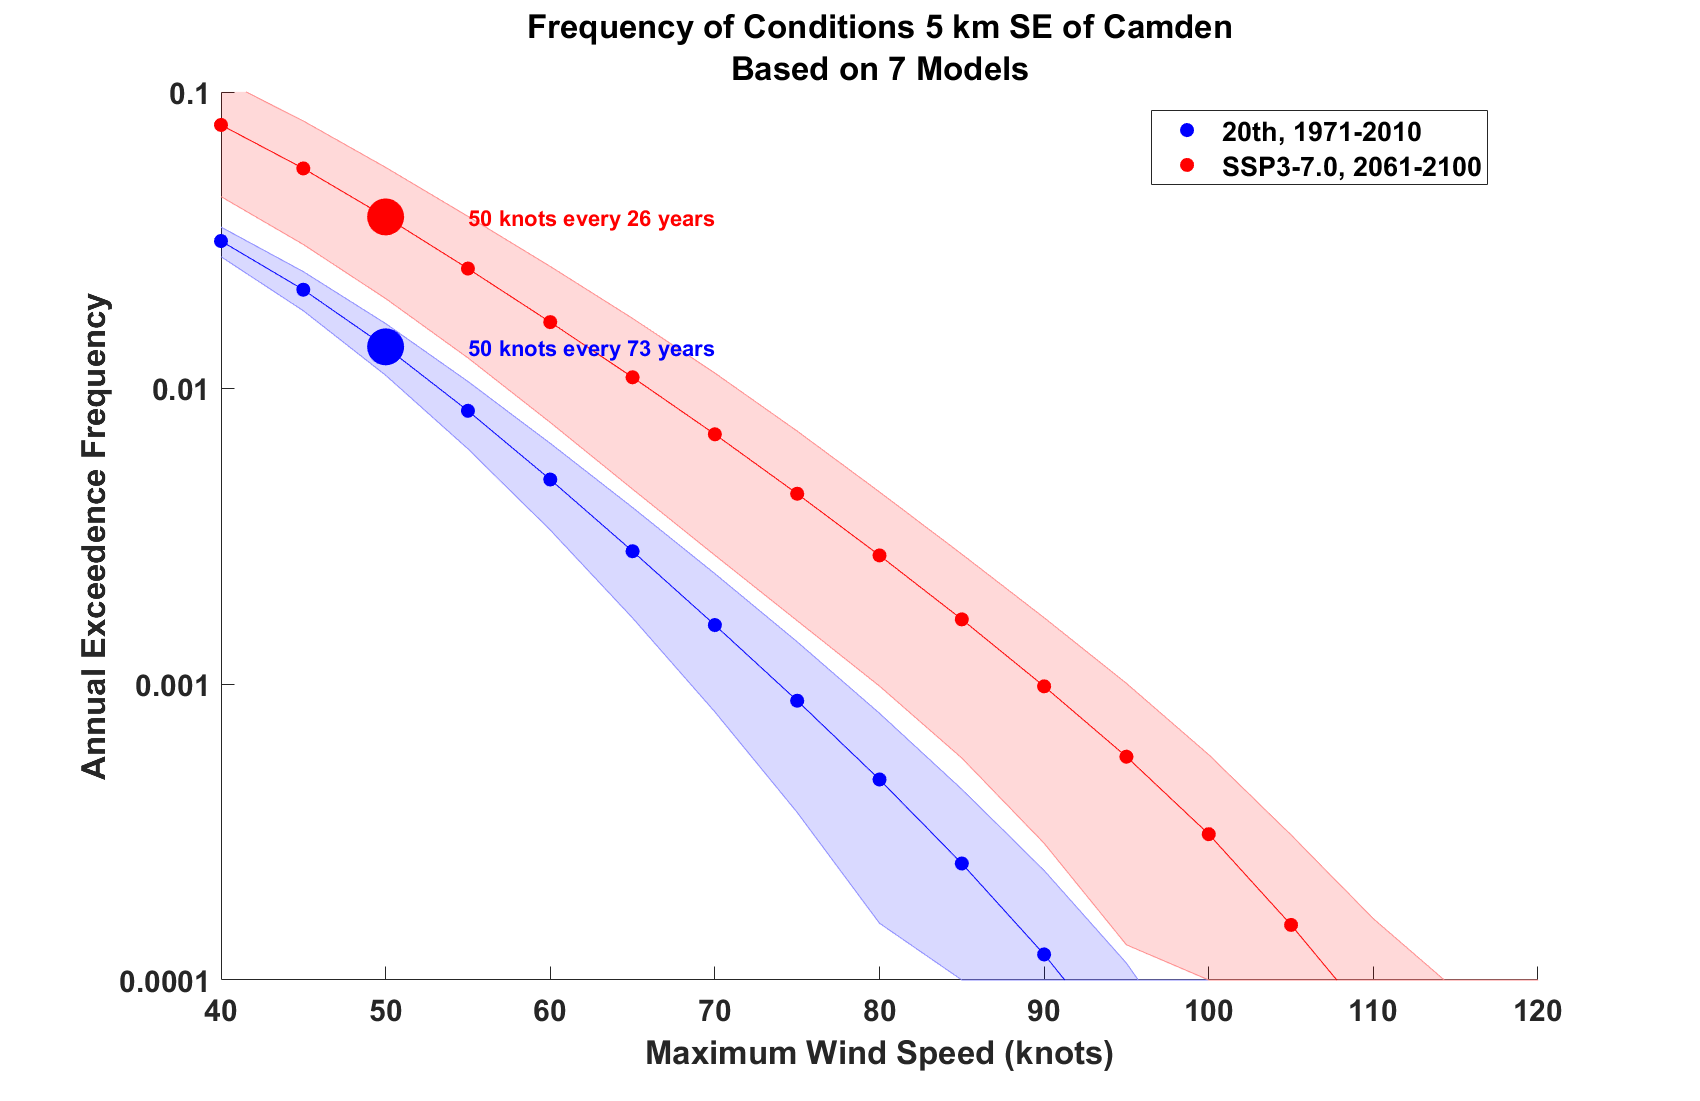 Frequency of Conditions 5 km SE of Camden
Based on 7 Models
0.1
20th, 1971-2010
SSP3-7.0, 2061-2100
50 knots every 26 years
50 knots every 73 years
0.01
Annual Exceedence Frequency
0.001
0.0001
40 50 60 70 80 90 100 110 120
Maximum Wind Speed (knots)